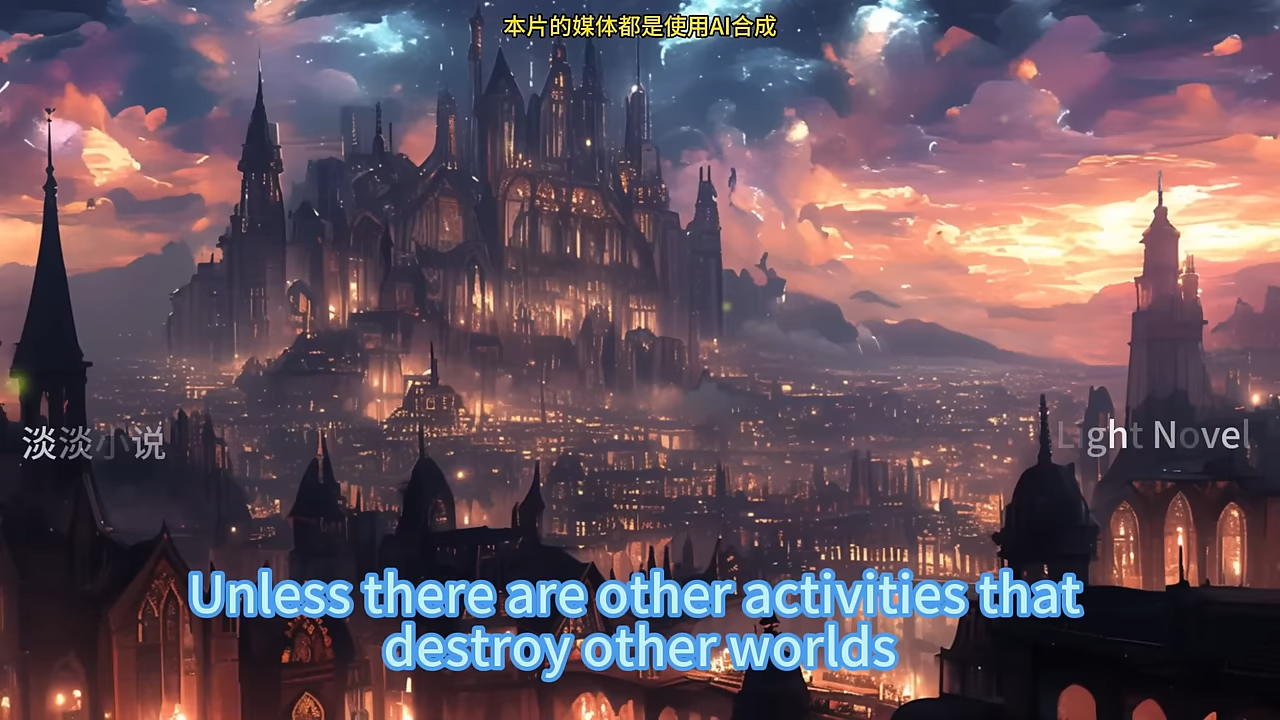 本片的媒体都是使用AI合成
淡淡小说
Light Novel
Unless there are other activities that
destroy other worlds